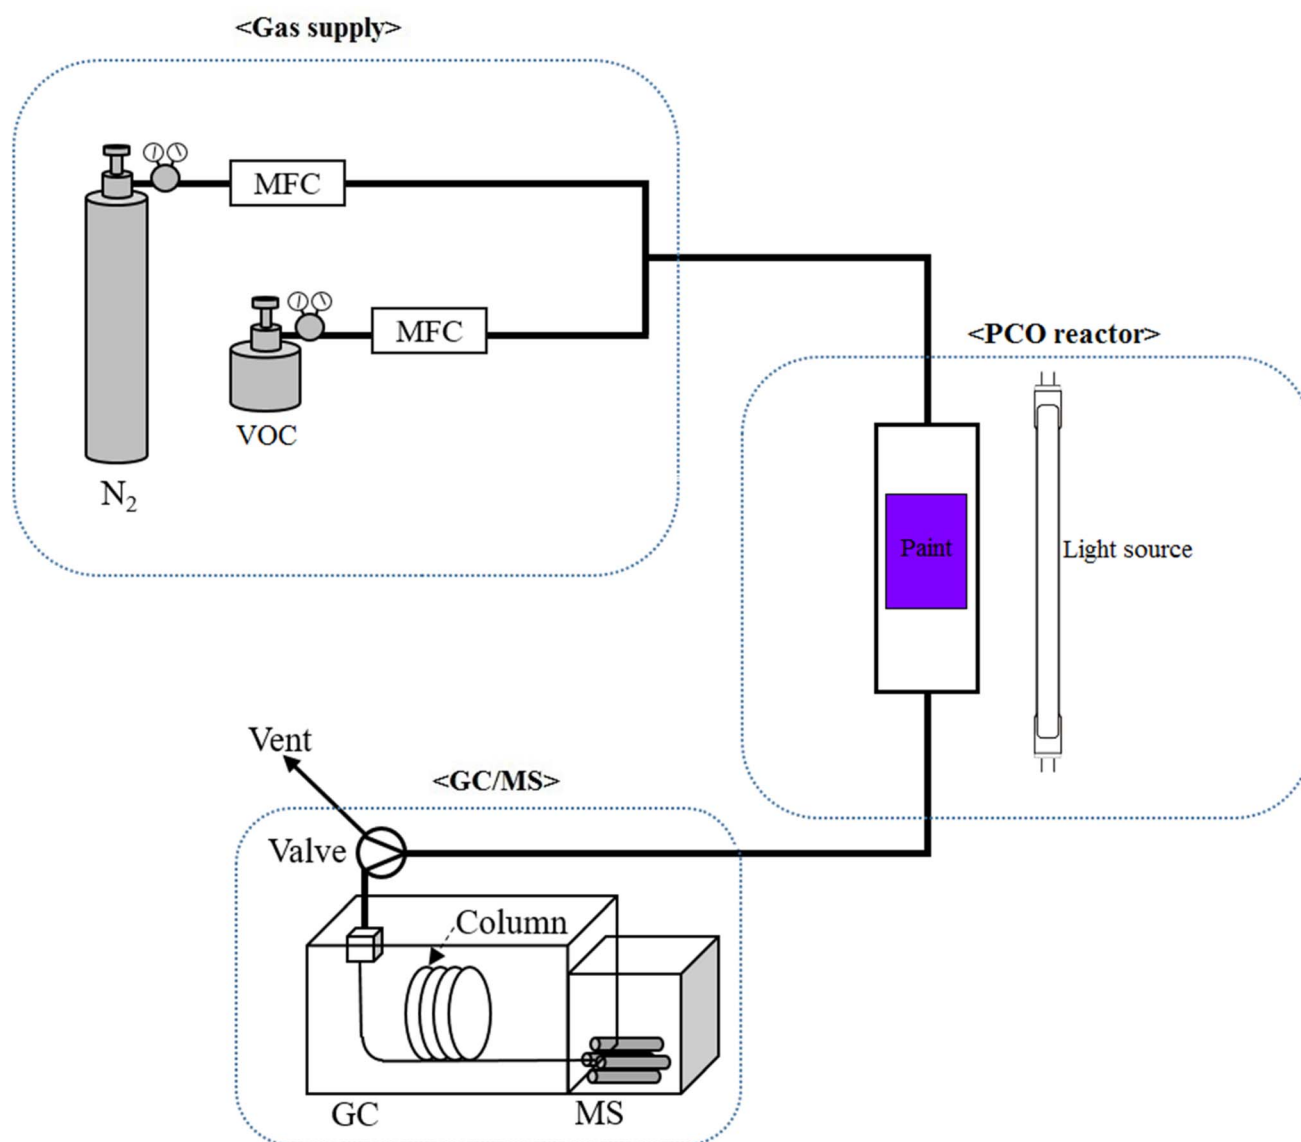 <Gas supply>
MFC
MFC
VOC
N₂
<PCO reactor>
Paint
Light source
Vent
<GC/MS>
Valve
Column
GC
MS